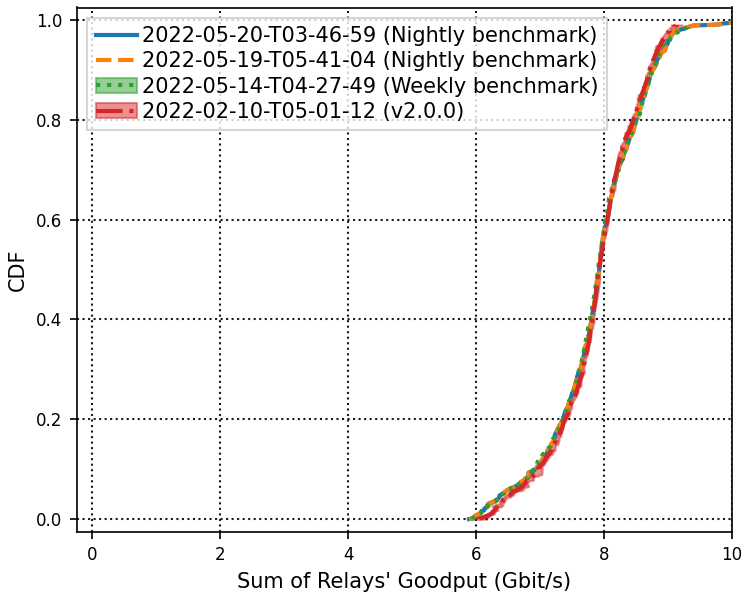 1.0
0.8
0.6
0.4
0.2
0.0
CDF
2022-05-20-T03-46-59 (Nightly benchmark)
2022-05-19-T05-41-04 (Nightly benchmark)
2022-05-14-T04-27-49 (Weekly benchmark)
2022-02-10-T05-01-12 (v2.0.0)
0 2 4 6 8 10
Sum of Relays' Goodput (Gbit/s)